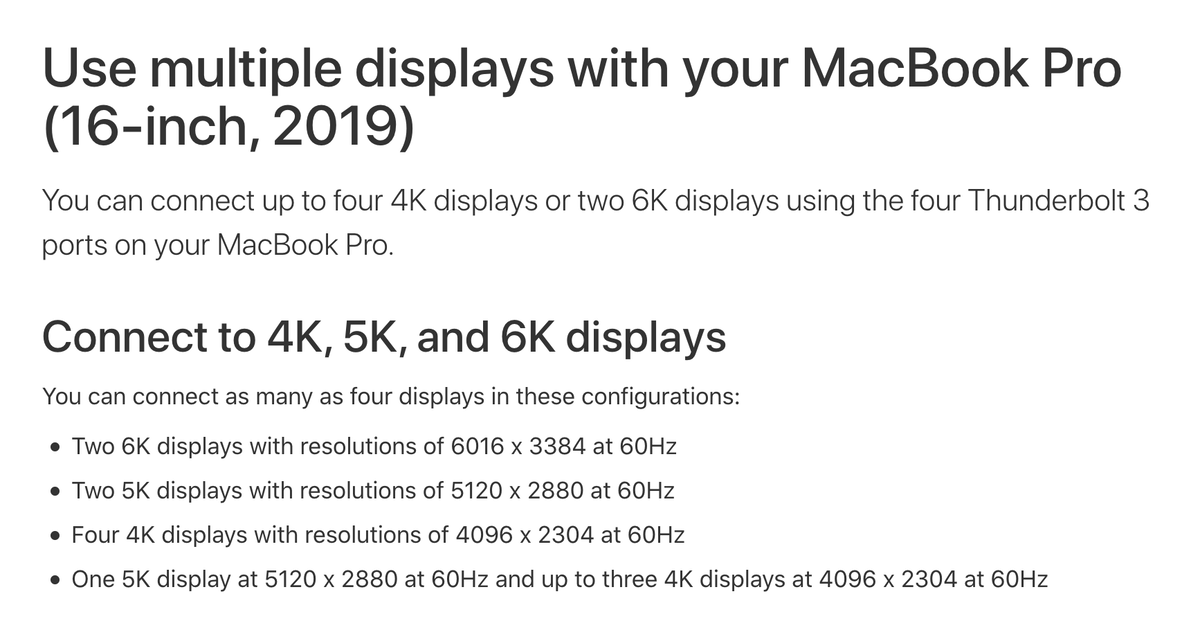 Use multiple displays with your MacBook Pro
(16-inch, 2019)
You can connect up to four 4K displays or two 6K displays using the four Thunderbolt 3
ports on your MacBook Pro.
Connect to 4K, 5K, and 6K displays
You can connect as many as four displays in these configurations:
• Two 6K displays with resolutions of 6016 x 3384 at 60Hz
• Two 5K displays with resolutions of 5120 x 2880 at 60Hz
• Four 4K displays with resolutions of 4096 x 2304 at 60Hz
• One 5K display at 5120 x 2880 at 60Hz and up to three 4K displays at 4096 x 2304 at 60Hz